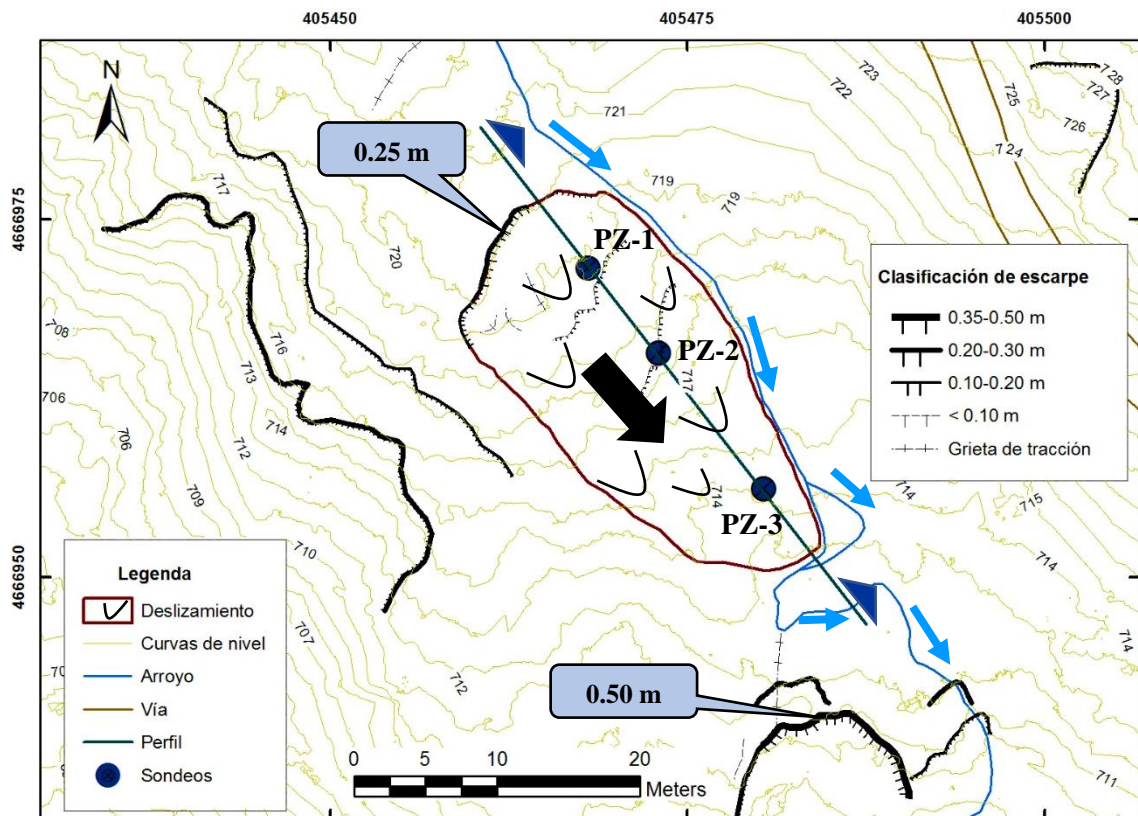 405450
405475
405500
4666975
4666950
N
0.25 m
0.50 m
PZ-1
PZ-2
PZ-3
717
720
716
713
714
712
708
706
706
709
710
707
712
721
719
719
717
714
723
722
725
724
728
727
726
714
715
714
714
711
Clasificación de escarpe
0.35-0.50 m
0.20-0.30 m
0.10-0.20 m
< 0.10 m
Grieta de tracción
Legenda
Deslizamiento
Curvas de nivel
Arroyo
Vía
Perfil
Sondeos
0 5 10 20
Meters